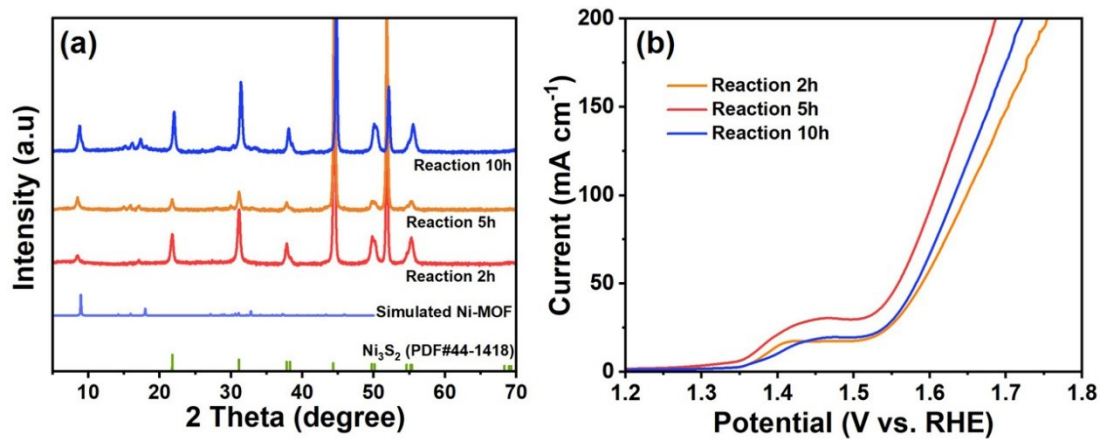 (a)
Intensity (a.u)
Reaction 10h
Reaction 5h
Reaction 2h
Simulated Ni-MOF
Ni₃S₂ (PDF#44-1418)
10 20 30 40 50 60 70
2 Theta (degree)
(b)
Current (mA cm⁻¹)
200
150
100
50
0
Reaction 2h
Reaction 5h
Reaction 10h
1.2 1.3 1.4 1.5 1.6 1.7 1.8
Potential (V vs. RHE)